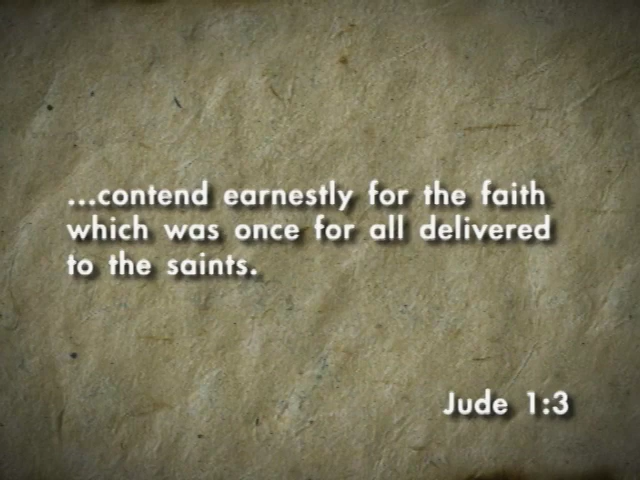 ...contend earnestly for the faith
which was once for all delivered
to the saints.
Jude 1:3